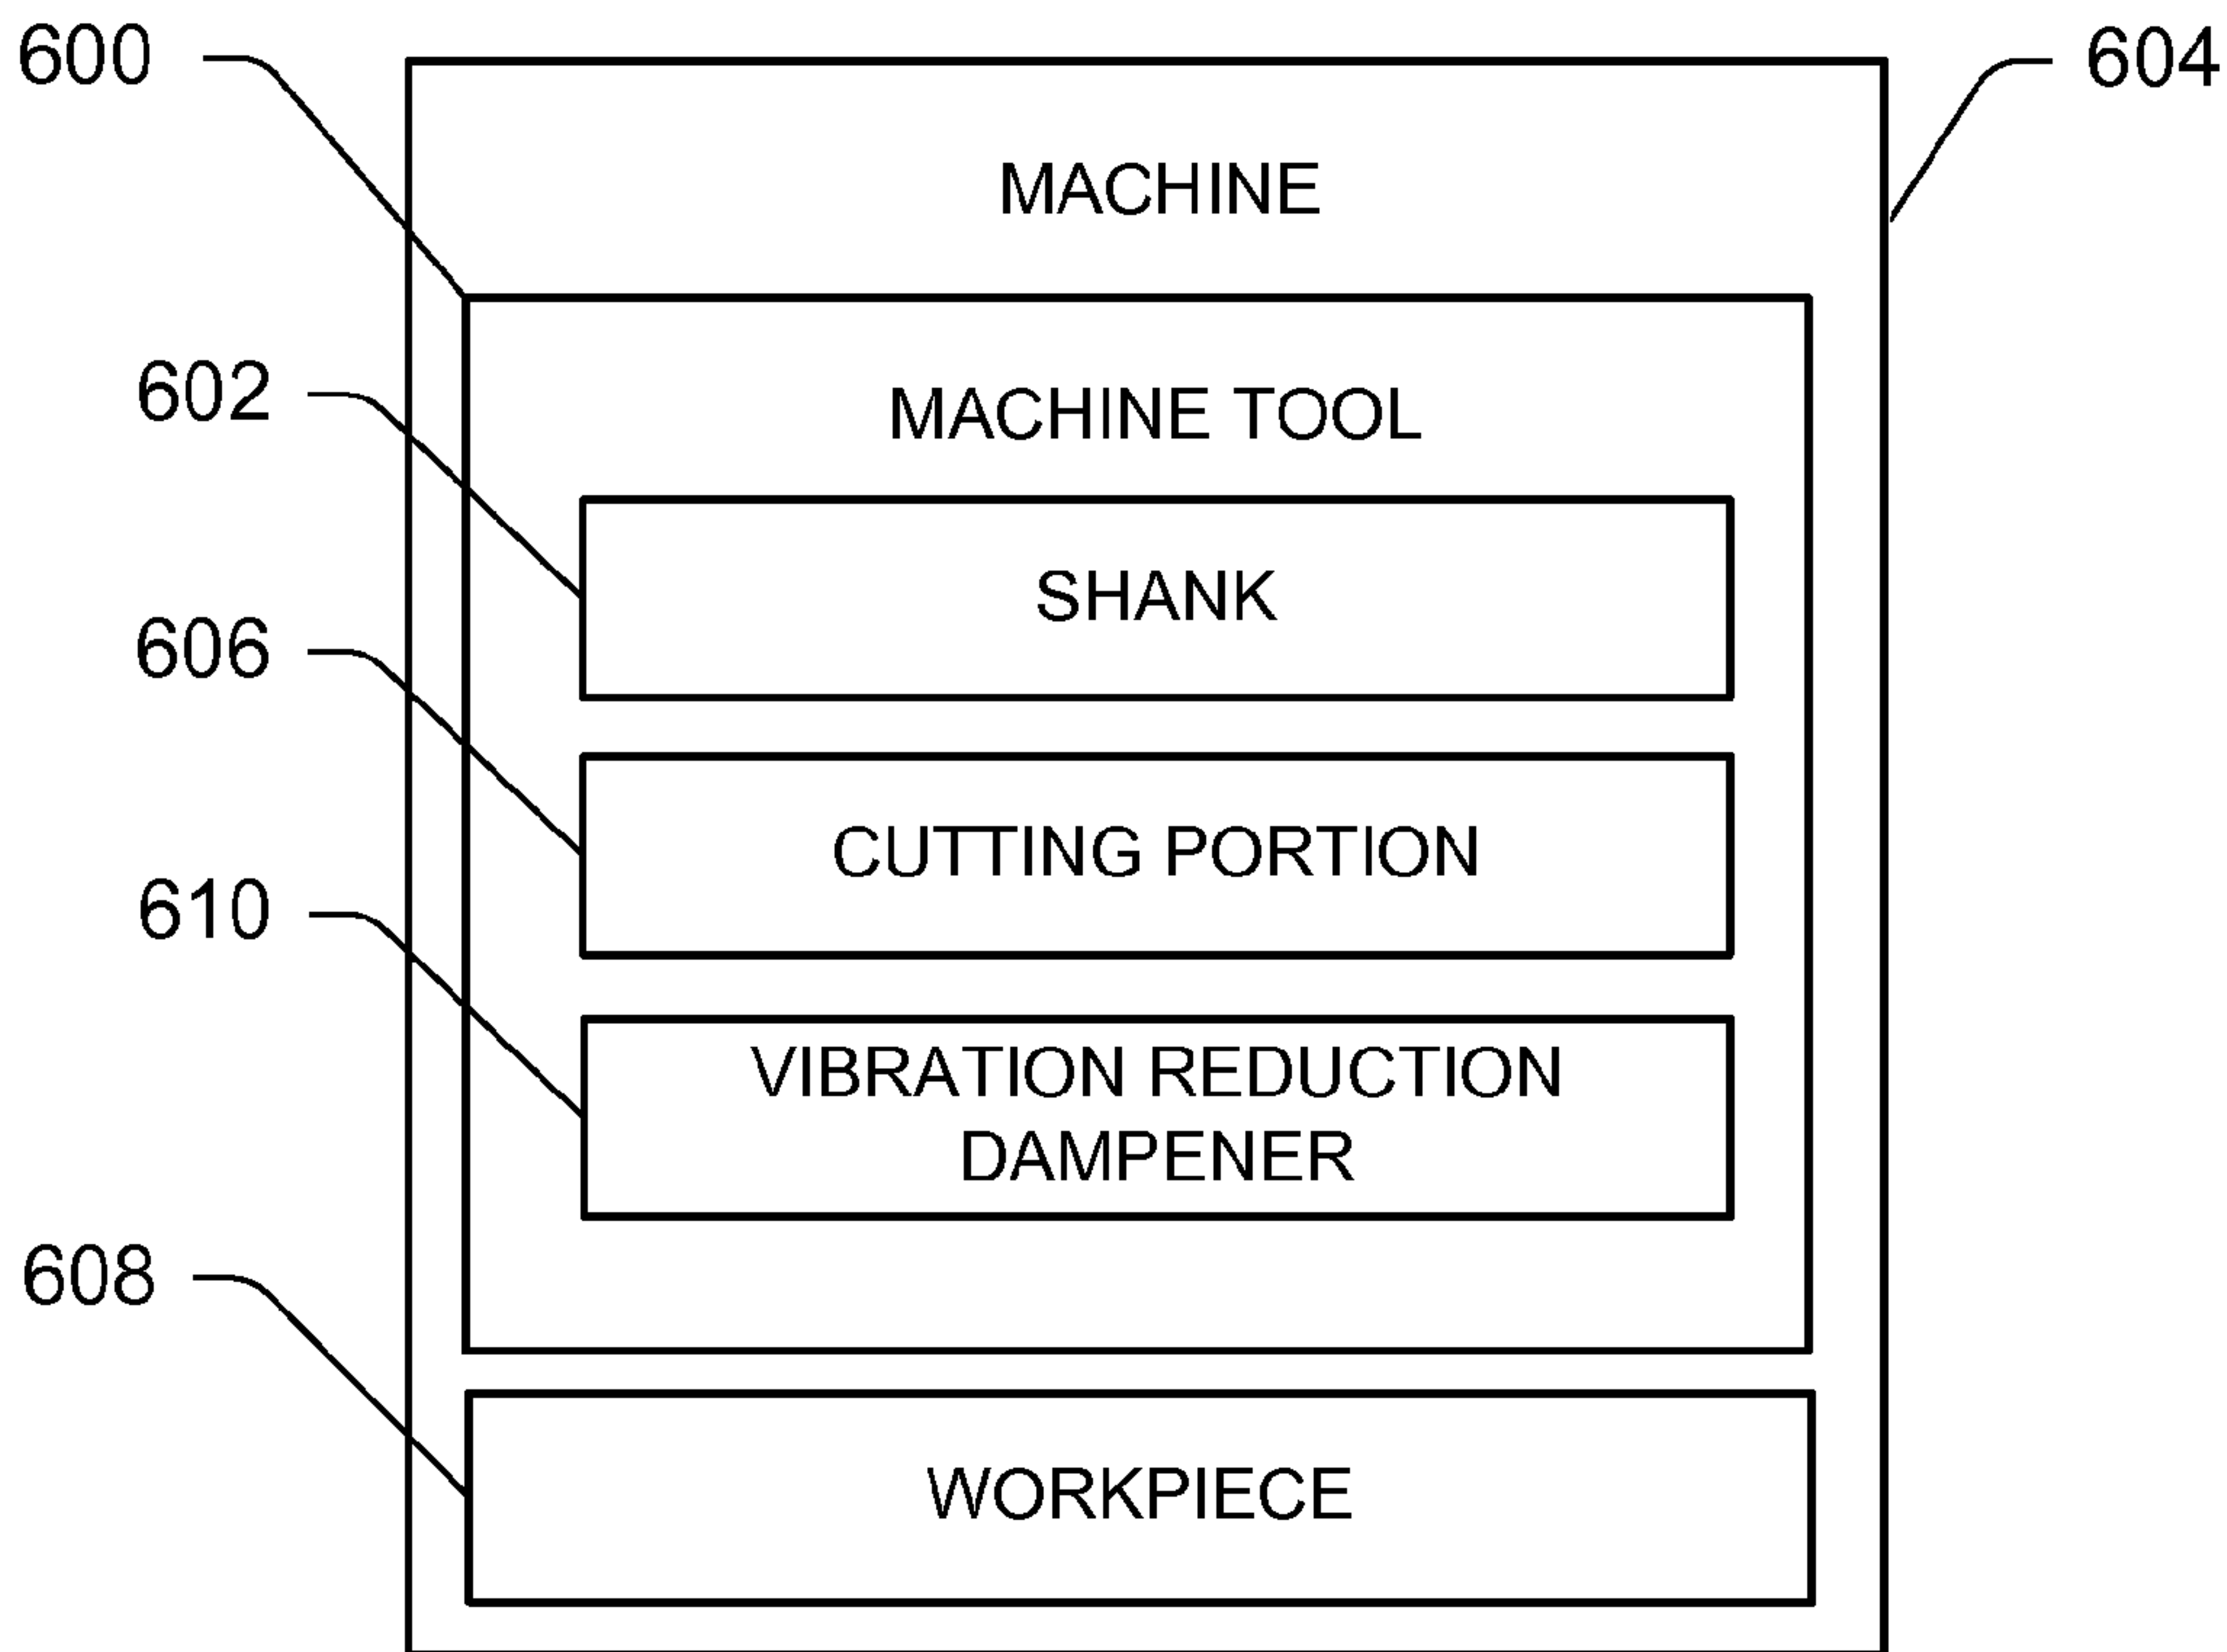 600
604
MACHINE
602
MACHINE TOOL
SHANK
606
CUTTING PORTION
610
VIBRATION REDUCTION
DAMPENER
608
WORKPIECE